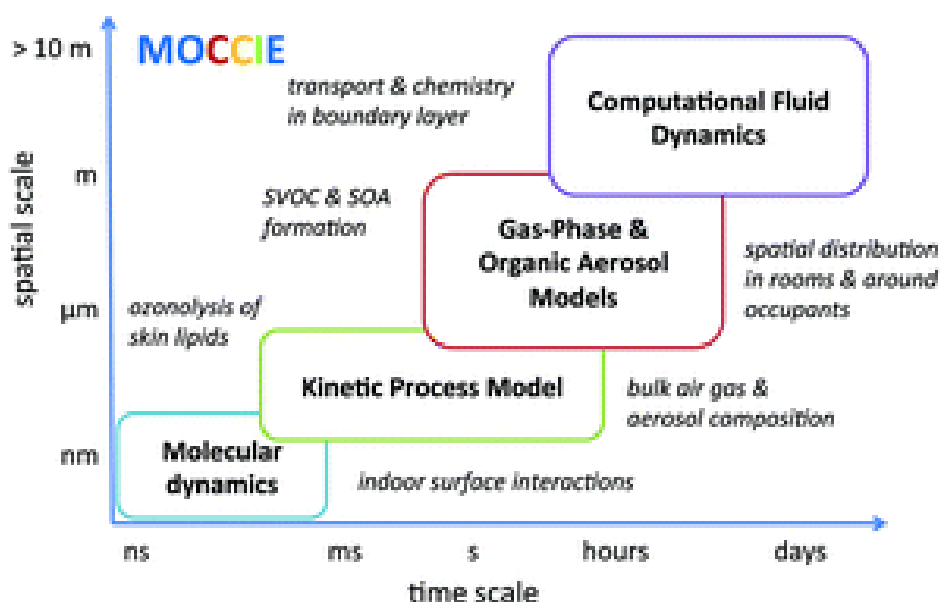 > 10 m
MOCCIE
transport & chemistry
in boundary layer
Computational Fluid
Dynamics
m
SVOC & SOA
formation
Gas-Phase &
Organic Aerosol
Models
spatial distribution
in rooms & around
occupants
spatial scale
µm
ozonolysis of
skin lipids
Kinetic Process Model
bulk air gas &
aerosol composition
nm
Molecular
dynamics
indoor surface interactions
ns
ms
s
hours
days
time scale